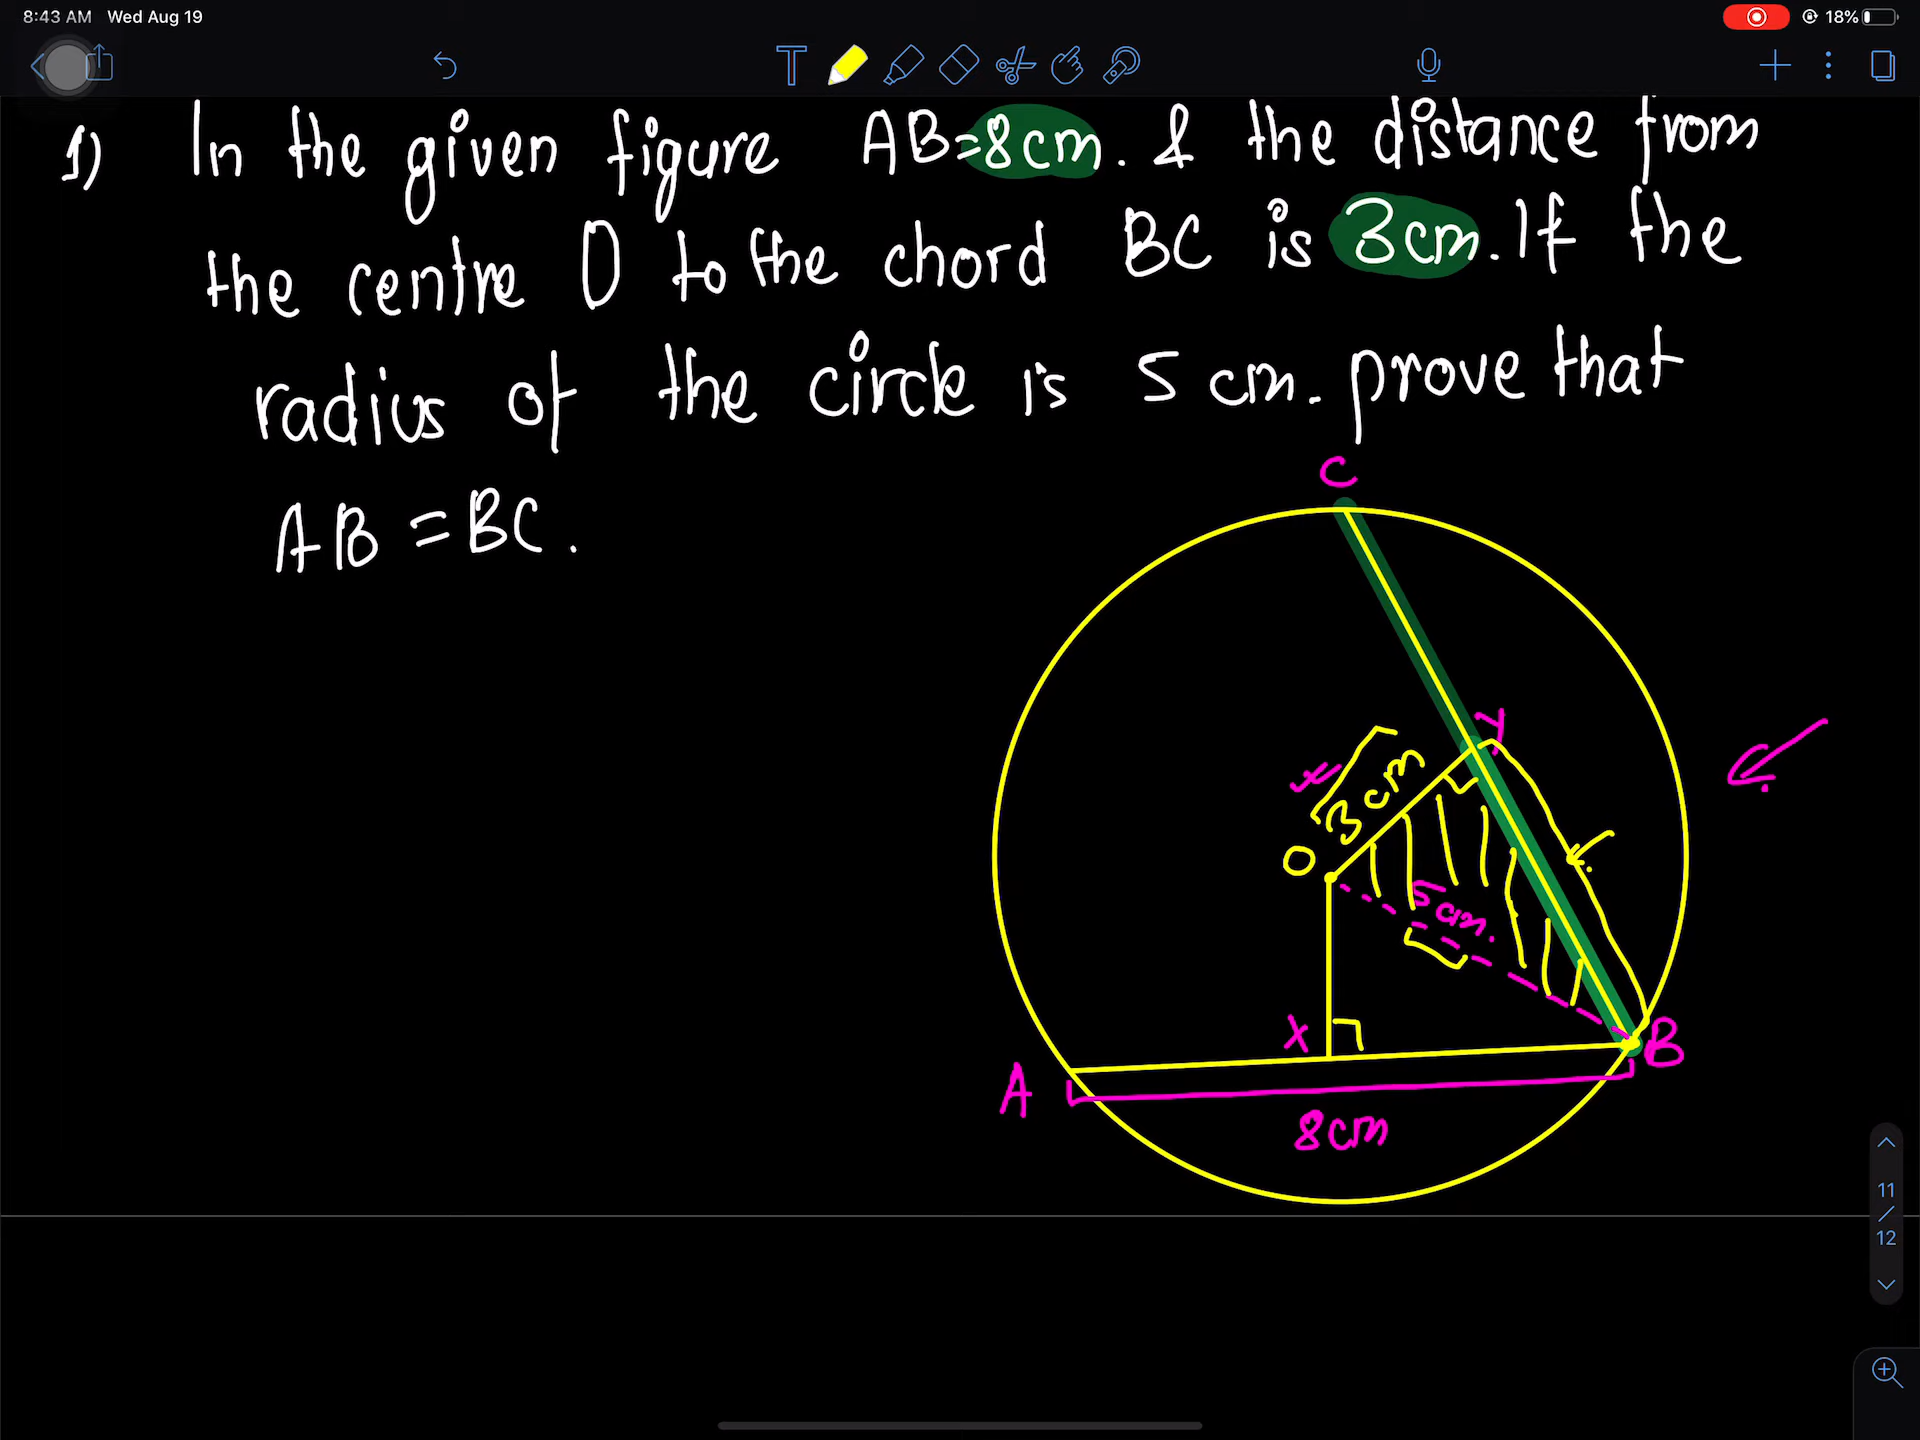 8:43 AM Wed Aug 19
18%
1) In the given figure AB=8cm. & the distance from
the centre O to the chord BC is 3cm. If the
radius of the circle is 5 cm. prove that
AB = BC.
C
y
3cm
O
5cm.
X
B
A
8cm
11
/
12